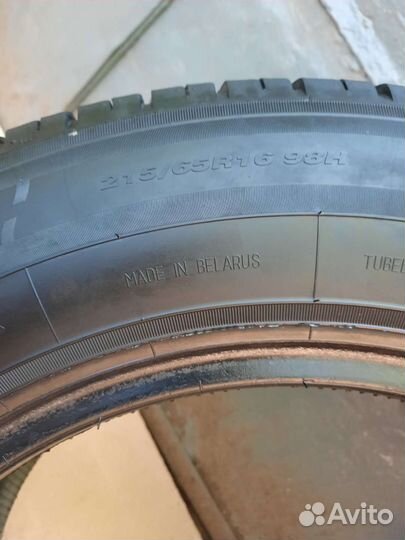 215/65R16 98H
MADE IN BELARUS
TUBEL
Avito